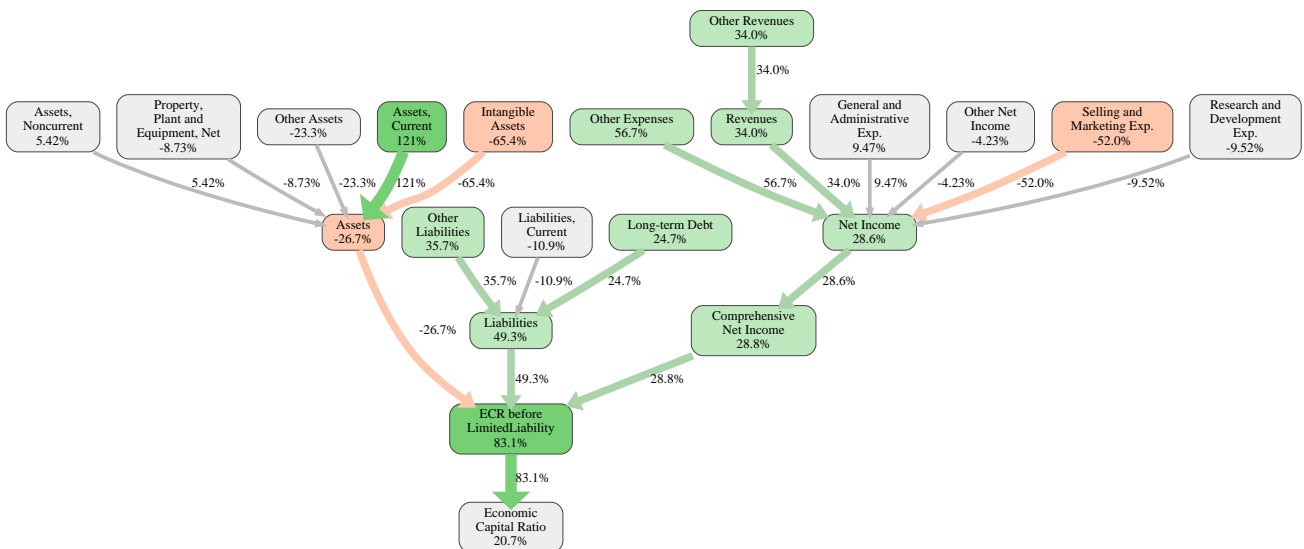 Other Revenues
34.0%
34.0%
Assets,
Noncurrent
5.42%
Property,
Plant and
Equipment, Net
-8.73%
Other Assets
-23.3%
Assets,
Current
121%
Intangible
Assets
-65.4%
Other Expenses
56.7%
Revenues
34.0%
General and
Administrative
Exp.
9.47%
Other Net
Income
-4.23%
Selling and
Marketing Exp.
-52.0%
Research and
Development
Exp.
-9.52%
5.42%
-8.73%
-23.3%
121%
-65.4%
56.7%
34.0%
9.47%
-4.23%
-52.0%
-9.52%
Assets
-26.7%
Other
Liabilities
35.7%
Liabilities,
Current
-10.9%
Long-term Debt
24.7%
Net Income
28.6%
35.7%
-10.9%
24.7%
28.6%
-26.7%
Liabilities
49.3%
Comprehensive
Net Income
28.8%
49.3%
28.8%
ECR before
LimitedLiability
83.1%
83.1%
Economic
Capital Ratio
20.7%